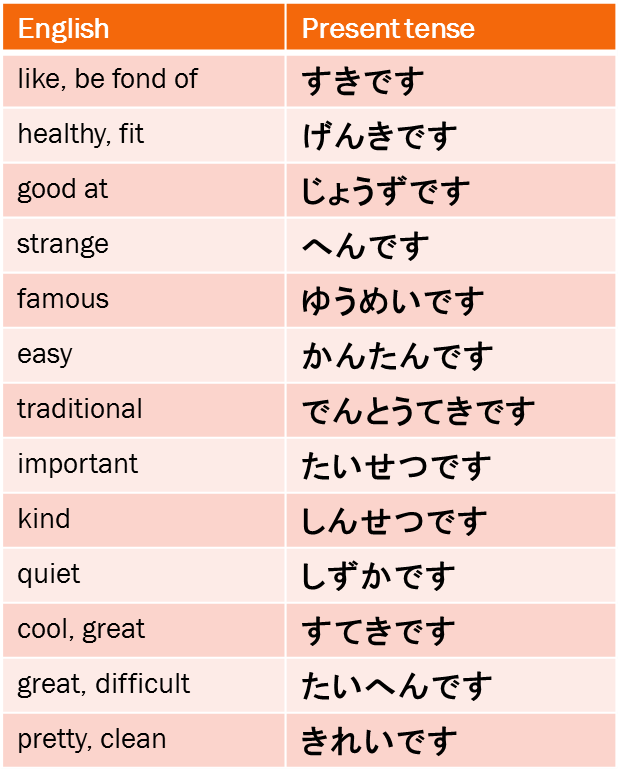 English Present tense
like, be fond of すきです
healthy, fit げんきです
good at じょうずです
strange へんです
famous ゆうめいです
easy かんたんです
traditional でんとうてきです
important たいせつです
kind しんせつです
quiet しずかです
cool, great すてきです
great, difficult たいへんです
pretty, clean きれいです